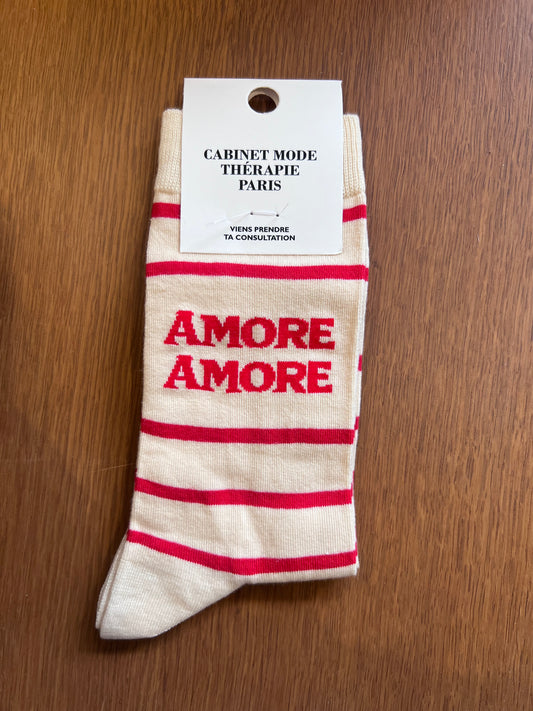 CABINET MODE
THÉRAPIE
PARIS
VIENS PRENDRE
TA CONSULTATION
AMORE
AMORE